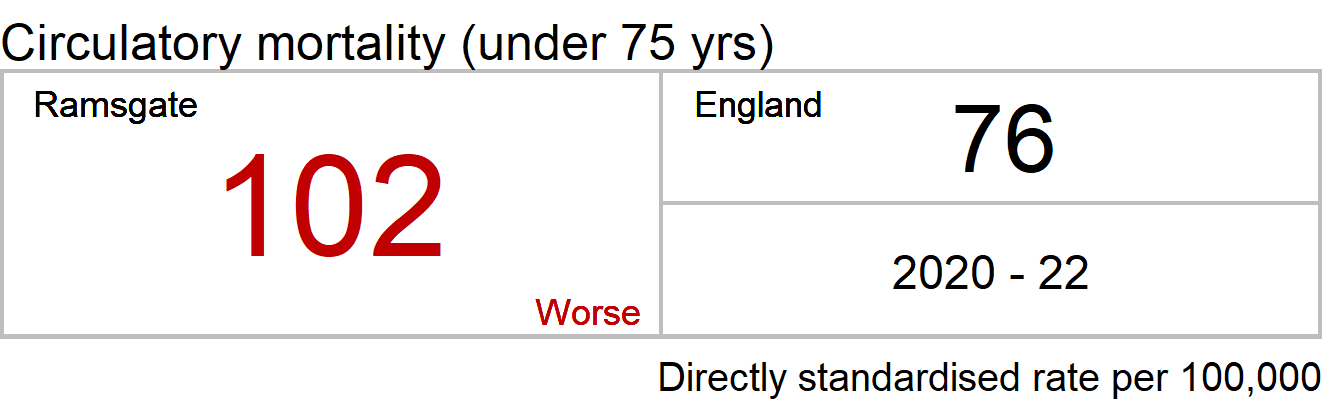 Circulatory mortality (under 75 yrs)
Ramsgate
102
Worse
England
76
2020 - 22
Directly standardised rate per 100,000